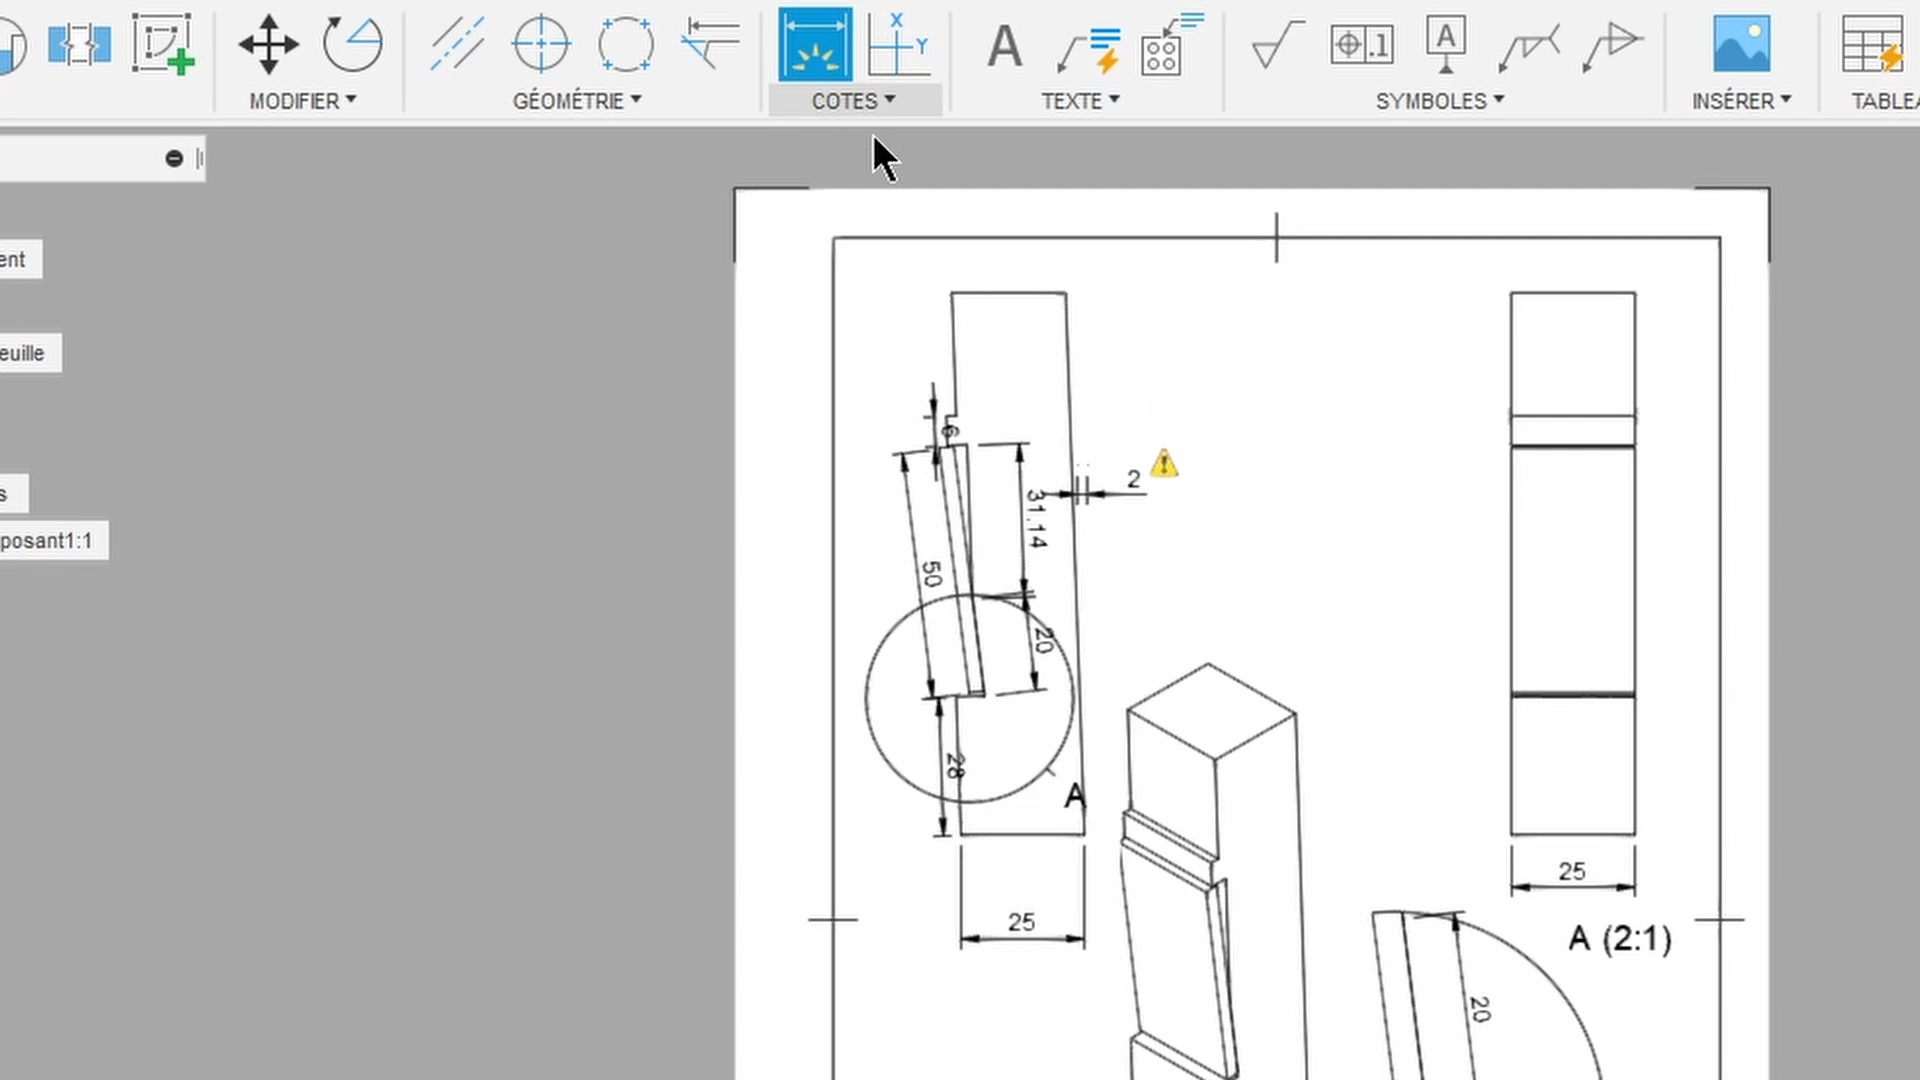 MODIFIER
GÉOMÉTRIE
COTES
TEXTE
SYMBOLES
INSÉRER
TABLEA
X
Y
A
.1
A
ent
euille
s
posant1:1
6
2
31.14
50
20
28
A
25
25
A (2:1)
20